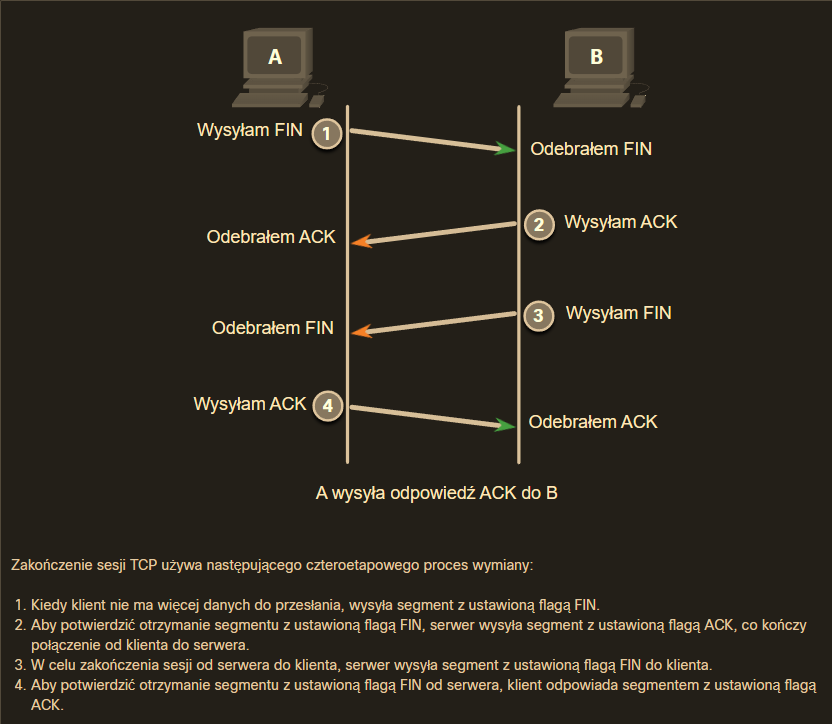 A
B
Wysyłam FIN
1
Odebrałem FIN
2
Wysyłam ACK
Odebrałem ACK
3
Wysyłam FIN
Odebrałem FIN
Wysyłam ACK
4
Odebrałem ACK
A wysyła odpowiedź ACK do B
Zakończenie sesji TCP używa następującego czteroetapowego proces wymiany:
1. Kiedy klient nie ma więcej danych do przesłania, wysyła segment z ustawioną flagą FIN.
2. Aby potwierdzić otrzymanie segmentu z ustawioną flagą FIN, serwer wysyła segment z ustawioną flagą ACK, co kończy
połączenie od klienta do serwera.
3. W celu zakończenia sesji od serwera do klienta, serwer wysyła segment z ustawioną flagą FIN do klienta.
4. Aby potwierdzić otrzymanie segmentu z ustawioną flagą FIN od serwera, klient odpowiada segmentem z ustawioną flagą
ACK.